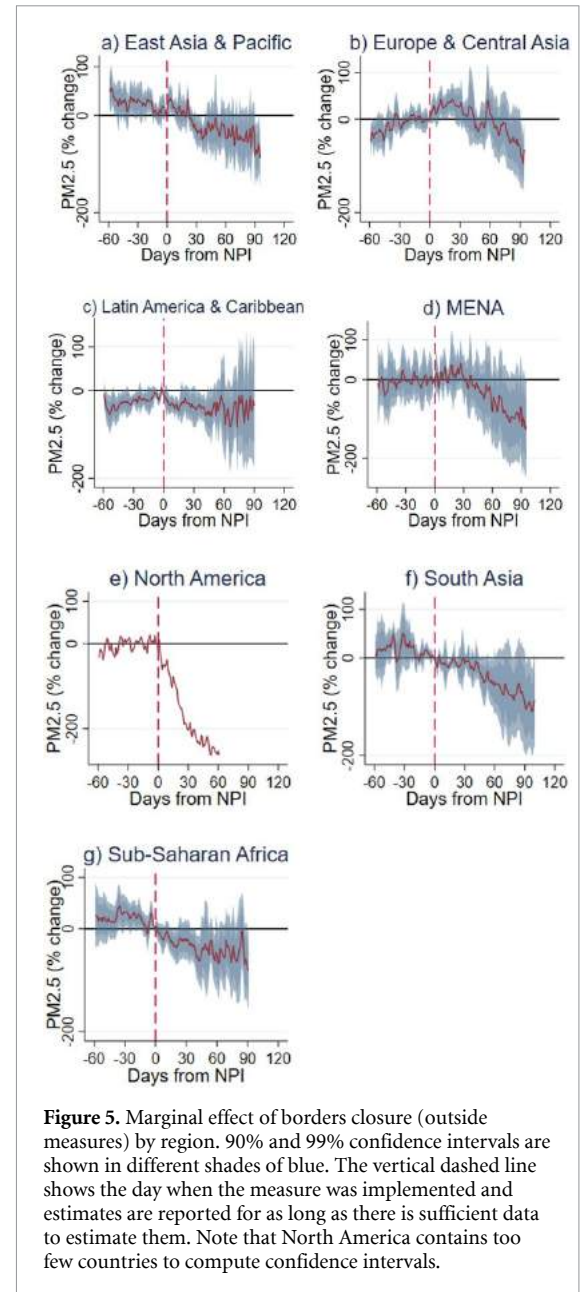 a) East Asia & Pacific
PM2.5 (% change)
100
0
-200
-60 -30 0 30 60 90 120
Days from NPI
b) Europe & Central Asia
PM2.5 (% change)
100
0
-200
-60 -30 0 30 60 90 120
Days from NPI
c) Latin America & Caribbean
PM2.5 (% change)
100
0
-200
-60 -30 0 30 60 90 120
Days from NPI
d) MENA
PM2.5 (% change)
100
0
-200
-60 -30 0 30 60 90 120
Days from NPI
e) North America
PM2.5 (% change)
100
0
-200
-60 -30 0 30 60 90 120
Days from NPI
f) South Asia
PM2.5 (% change)
100
0
-200
-60 -30 0 30 60 90 120
Days from NPI
g) Sub-Saharan Africa
PM2.5 (% change)
100
0
-200
-60 -30 0 30 60 90 120
Days from NPI
Figure 5. Marginal effect of borders closure (outside
measures) by region. 90% and 99% confidence intervals are
shown in different shades of blue. The vertical dashed line
shows the day when the measure was implemented and
estimates are reported for as long as there is sufficient data
to estimate them. Note that North America contains too
few countries to compute confidence intervals.